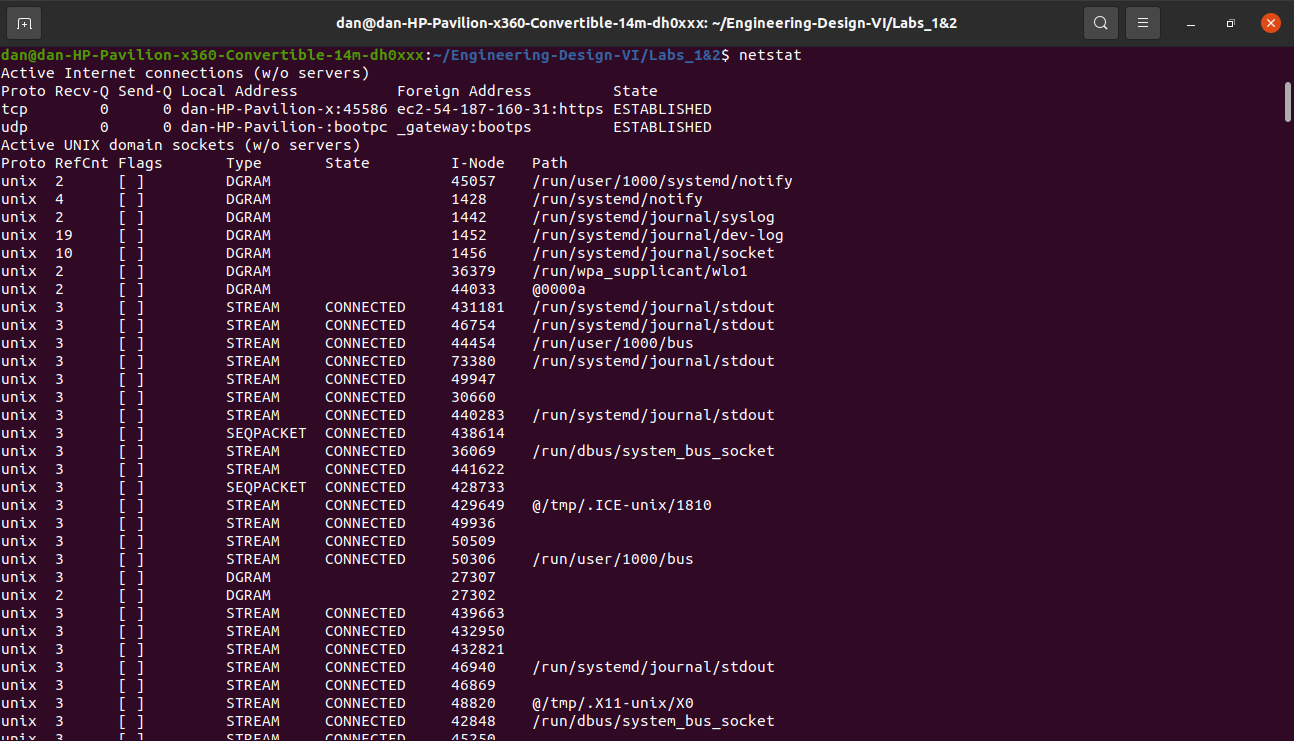 dan@dan-HP-Pavilion-x360-Convertible-14m-dh0xxx: ~/Engineering-Design-VI/Labs_1&2
dan@dan-HP-Pavilion-x360-Convertible-14m-dh0xxx:~/Engineering-Design-VI/Labs_1&2$ netstat
Active Internet connections (w/o servers)
Proto Recv-Q Send-Q Local Address           Foreign Address         State
tcp        0      0 dan-HP-Pavilion-x:45586 ec2-54-187-160-31:https ESTABLISHED
udp        0      0 dan-HP-Pavilion-:bootpc _gateway:bootps         ESTABLISHED
Active UNIX domain sockets (w/o servers)
Proto RefCnt Flags       Type       State         I-Node   Path
unix  2      [ ]         DGRAM                    45057    /run/user/1000/systemd/notify
unix  4      [ ]         DGRAM                    1428     /run/systemd/notify
unix  2      [ ]         DGRAM                    1442     /run/systemd/journal/syslog
unix  19     [ ]         DGRAM                    1452     /run/systemd/journal/dev-log
unix  10     [ ]         DGRAM                    1456     /run/systemd/journal/socket
unix  2      [ ]         DGRAM                    36379    /run/wpa_supplicant/wlo1
unix  2      [ ]         DGRAM                    44033    @0000a
unix  3      [ ]         STREAM     CONNECTED     431181   /run/systemd/journal/stdout
unix  3      [ ]         STREAM     CONNECTED     46754    /run/systemd/journal/stdout
unix  3      [ ]         STREAM     CONNECTED     44454    /run/user/1000/bus
unix  3      [ ]         STREAM     CONNECTED     73380    /run/systemd/journal/stdout
unix  3      [ ]         STREAM     CONNECTED     49947
unix  3      [ ]         STREAM     CONNECTED     30660
unix  3      [ ]         STREAM     CONNECTED     440283   /run/systemd/journal/stdout
unix  3      [ ]         SEQPACKET  CONNECTED     438614
unix  3      [ ]         STREAM     CONNECTED     36069    /run/dbus/system_bus_socket
unix  3      [ ]         STREAM     CONNECTED     441622
unix  3      [ ]         SEQPACKET  CONNECTED     428733
unix  3      [ ]         STREAM     CONNECTED     429649   @/tmp/.ICE-unix/1810
unix  3      [ ]         STREAM     CONNECTED     49936
unix  3      [ ]         STREAM     CONNECTED     50509
unix  3      [ ]         STREAM     CONNECTED     50306    /run/user/1000/bus
unix  3      [ ]         DGRAM                    27307
unix  2      [ ]         DGRAM                    27302
unix  3      [ ]         STREAM     CONNECTED     439663
unix  3      [ ]         STREAM     CONNECTED     432950
unix  3      [ ]         STREAM     CONNECTED     432821
unix  3      [ ]         STREAM     CONNECTED     46940    /run/systemd/journal/stdout
unix  3      [ ]         STREAM     CONNECTED     46869
unix  3      [ ]         STREAM     CONNECTED     48820    @/tmp/.X11-unix/X0
unix  3      [ ]         STREAM     CONNECTED     42848    /run/dbus/system_bus_socket
unix  3      [ ]         STREAM     CONNECTED     45250